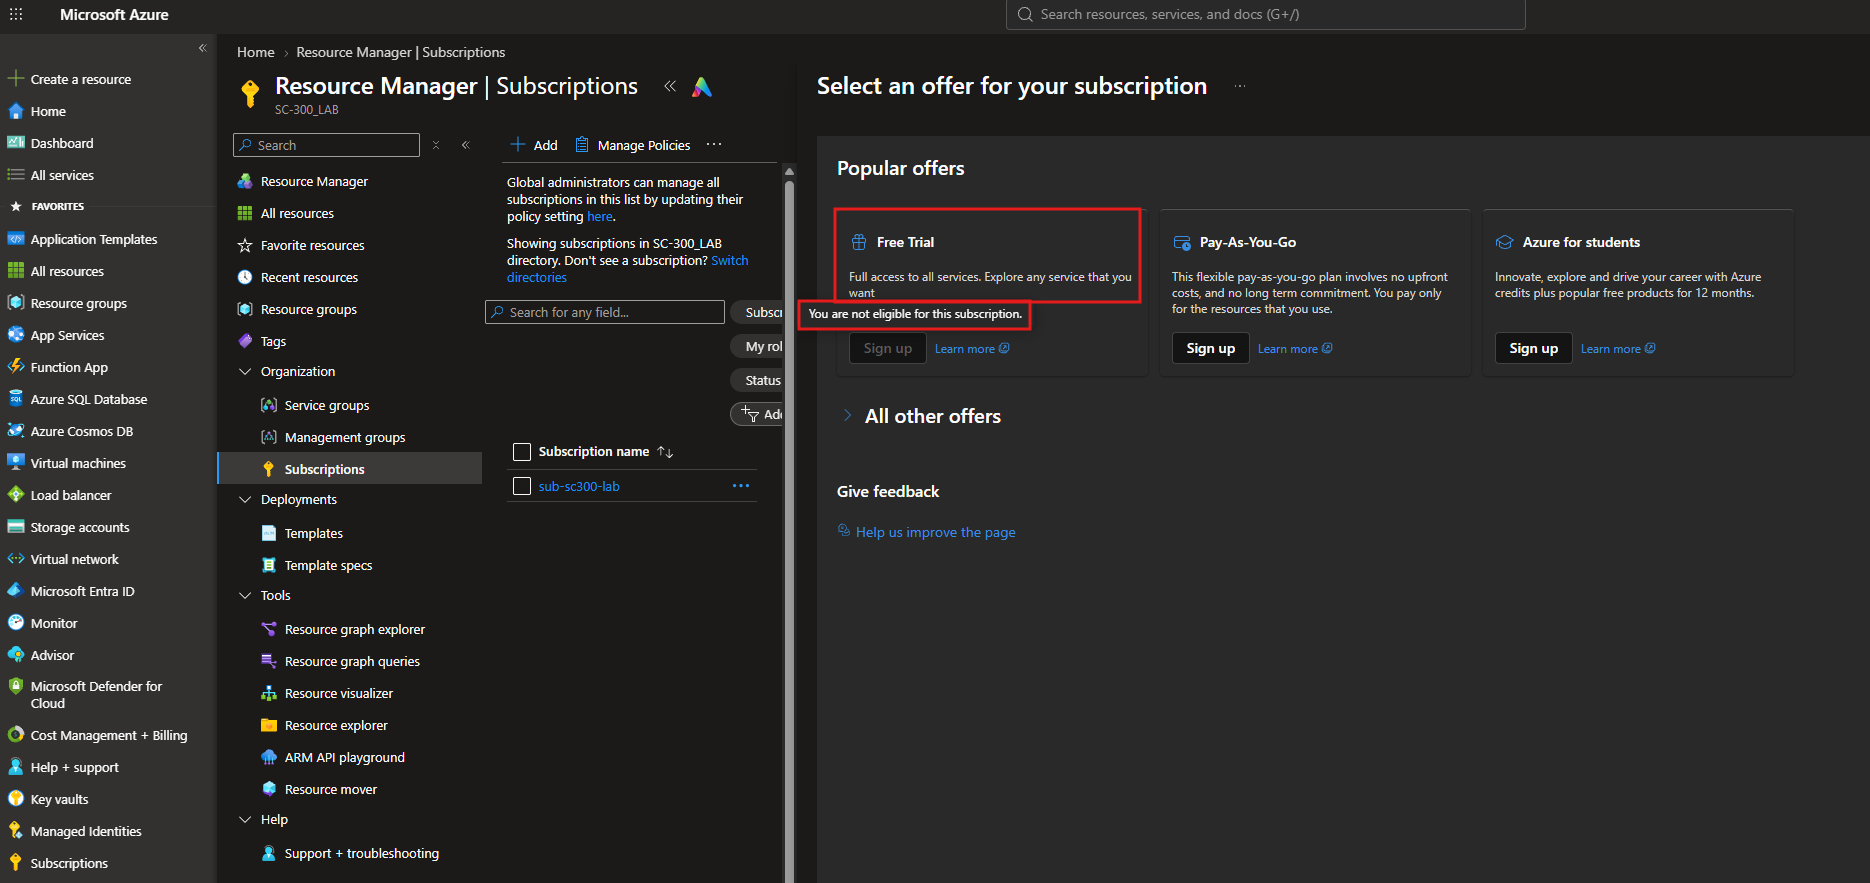 Microsoft Azure
Search resources, services, and docs (G+/)
«
Create a resource
Home
Dashboard
All services
FAVORITES
Application Templates
All resources
Resource groups
App Services
Function App
Azure SQL Database
Azure Cosmos DB
Virtual machines
Load balancer
Storage accounts
Virtual network
Microsoft Entra ID
Monitor
Advisor
Microsoft Defender for
Cloud
Cost Management + Billing
Help + support
Key vaults
Managed Identities
Subscriptions
Home › Resource Manager | Subscriptions
Resource Manager | Subscriptions «
SC-300_LAB
Search
«
Resource Manager
All resources
Favorite resources
Recent resources
Resource groups
Tags
Organization
Service groups
Management groups
Subscriptions
Deployments
Templates
Template specs
Tools
Resource graph explorer
Resource graph queries
Resource visualizer
Resource explorer
ARM API playground
Resource mover
Help
Support + troubleshooting
+ Add Manage Policies ···
Global administrators can manage all
subscriptions in this list by updating their
policy setting here.
Showing subscriptions in SC-300_LAB
directory. Don't see a subscription? Switch
directories
Search for any field...
Subscr
My rol
Status
Add
Subscription name ↑↓
sub-sc300-lab ···
Select an offer for your subscription ···
Popular offers
Free Trial
Full access to all services. Explore any service that you
want
You are not eligible for this subscription.
Sign up Learn more
Pay-As-You-Go
This flexible pay-as-you-go plan involves no upfront
costs, and no long term commitment. You pay only
for the resources that you use.
Sign up Learn more
Azure for students
Innovate, explore and drive your career with Azure
credits plus popular free products for 12 months.
Sign up Learn more
All other offers
Give feedback
Help us improve the page